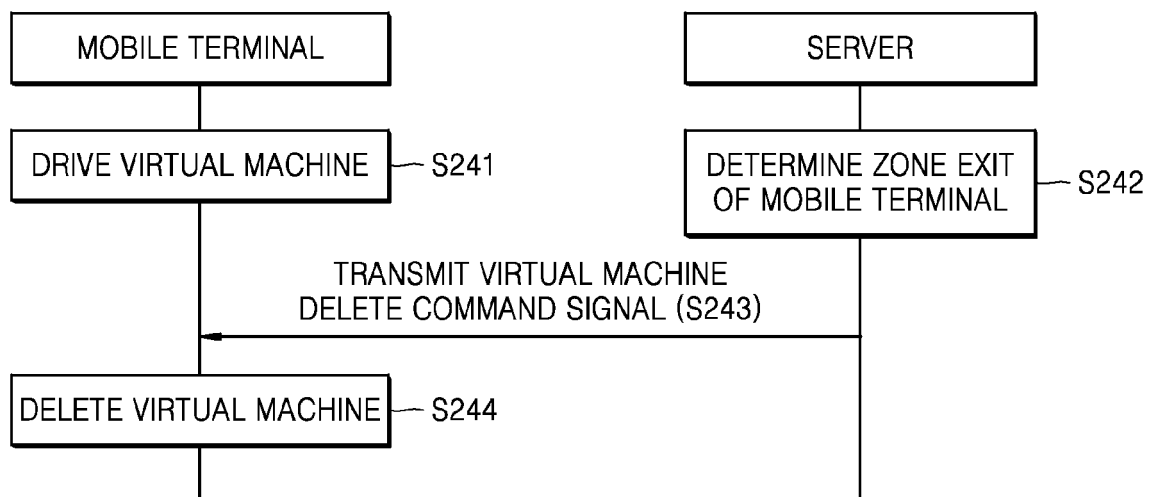 MOBILE TERMINAL
SERVER
DRIVE VIRTUAL MACHINE
S241
DETERMINE ZONE EXIT
OF MOBILE TERMINAL
S242
TRANSMIT VIRTUAL MACHINE
DELETE COMMAND SIGNAL (S243)
DELETE VIRTUAL MACHINE
S244